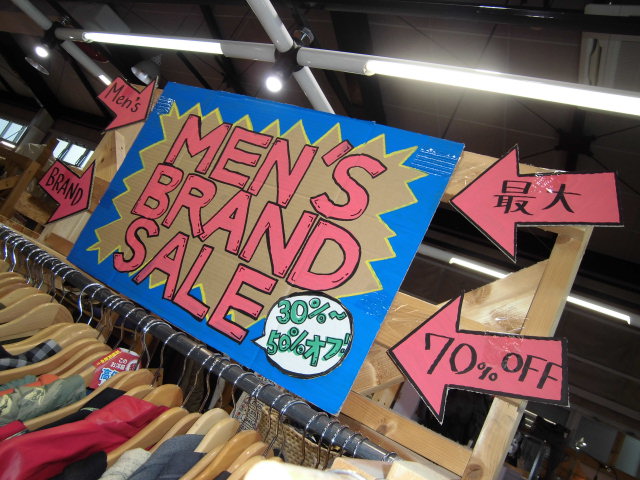 Men's
BRAND
MEN'S
BRAND
SALE
30%~
50%オフ!
最大
70%OFF